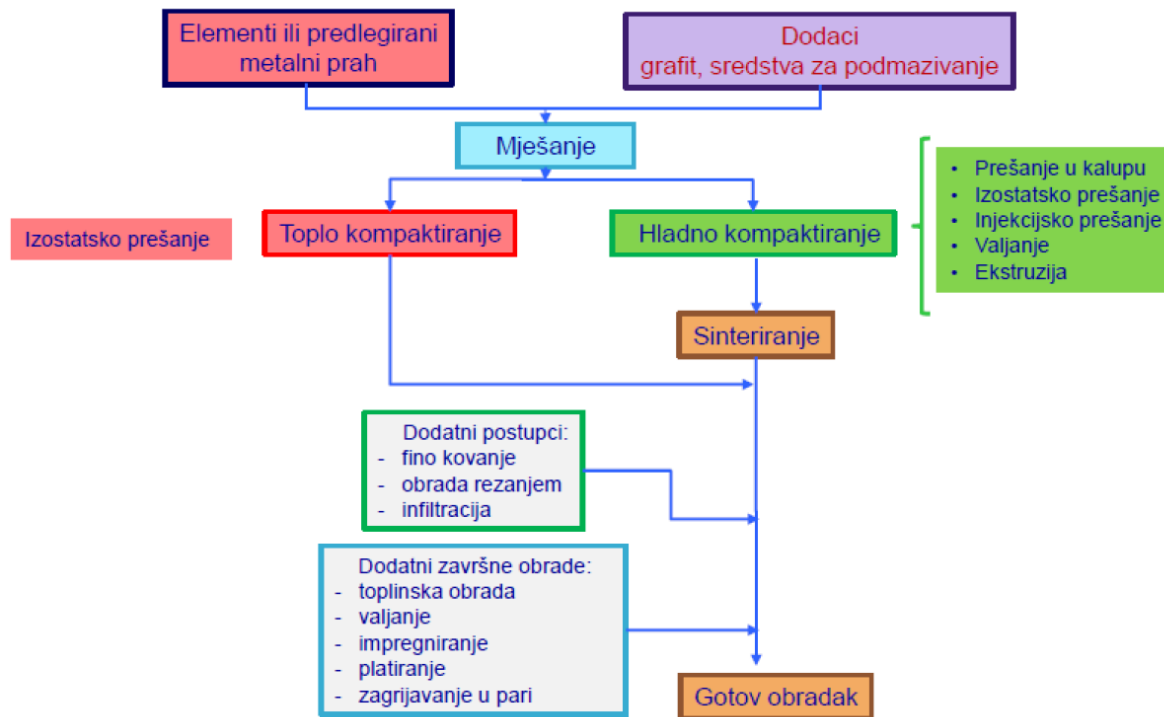 Elementi ili predlegirani
metalni prah
Dodaci
grafit, sredstva za podmazivanje
Mješanje
• Prešanje u kalupu
• Izostatsko prešanje
• Injekcijsko prešanje
• Valjanje
• Ekstruzija
Izostatsko prešanje
Toplo kompaktiranje
Hladno kompaktiranje
Sinteriranje
Dodatni postupci:
- fino kovanje
- obrada rezanjem
- infiltracija
Dodatni završne obrade:
- toplinska obrada
- valjanje
- impregniranje
- platiranje
- zagrijavanje u pari
Gotov obradak